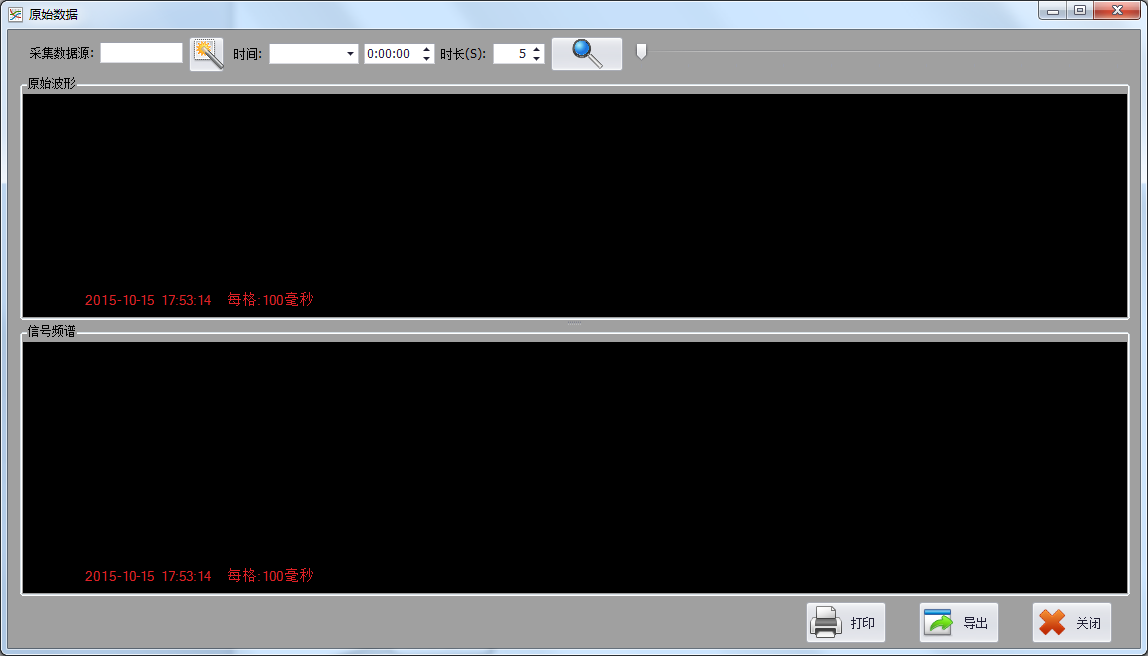 原始数据
采集数据源: 时间: 0:00:00 时长(S): 5
原始波形
2015-10-15 17:53:14 每格:100毫秒
信号频谱
2015-10-15 17:53:14 每格:100毫秒
打印 导出 关闭